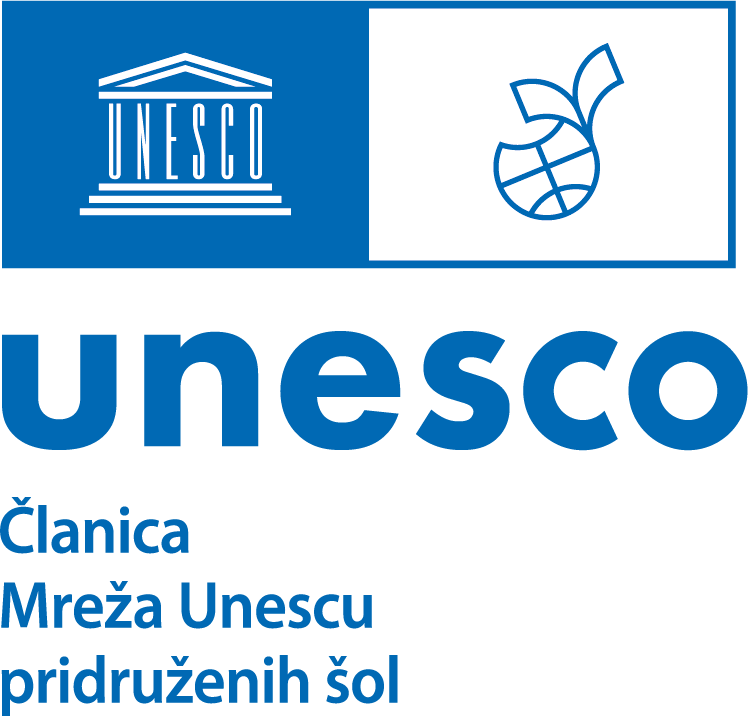 UNESCO
unesco
Članica
Mreža Unescu
pridruženih šol